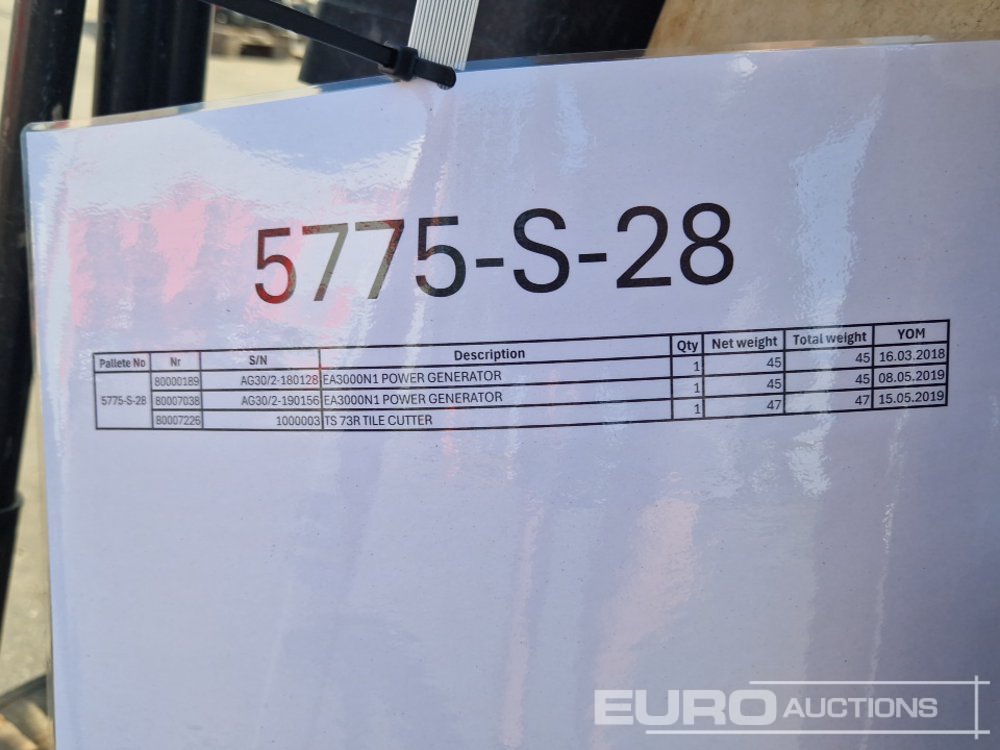 5775-S-28
Pallete No Nr S/N Description Qty Net weight Total weight YOM
80000189 AG30/2-180128 EA3000N1 POWER GENERATOR 1 45 45 16.03.2018
5775-S-28 80007038 AG30/2-190156 EA3000N1 POWER GENERATOR 1 45 45 08.05.2019
80007226 1000003 TS 73R TILE CUTTER 1 47 47 15.05.2019
EURO AUCTIONS